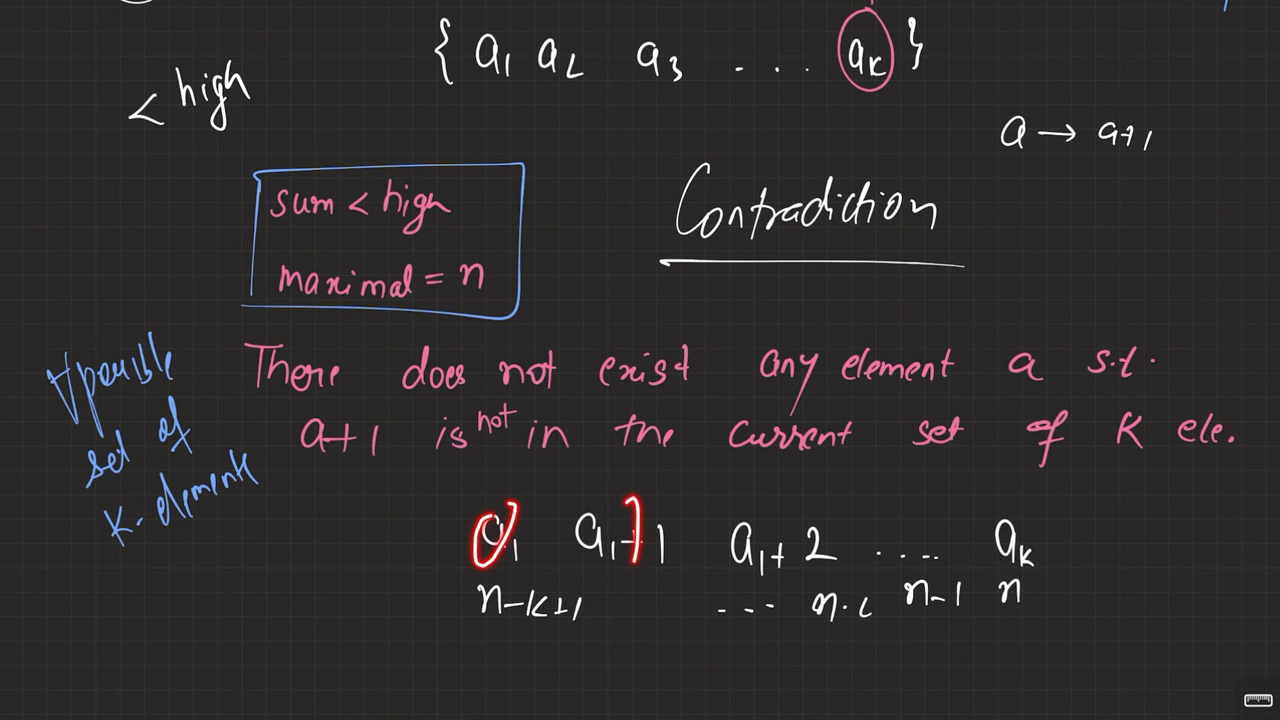 { a₁ a₂ a₃ . . . aₖ }
< high
a → a+1
sum < high
maximal = n
Contradiction
There does not exist any element a s.t.
a+1 is not in the current set of K ele.
∀ possible
set of
K-elements
a₁ a₁+1 a₁+2 .... aₖ
n-k+1 ... n-2 n-1 n